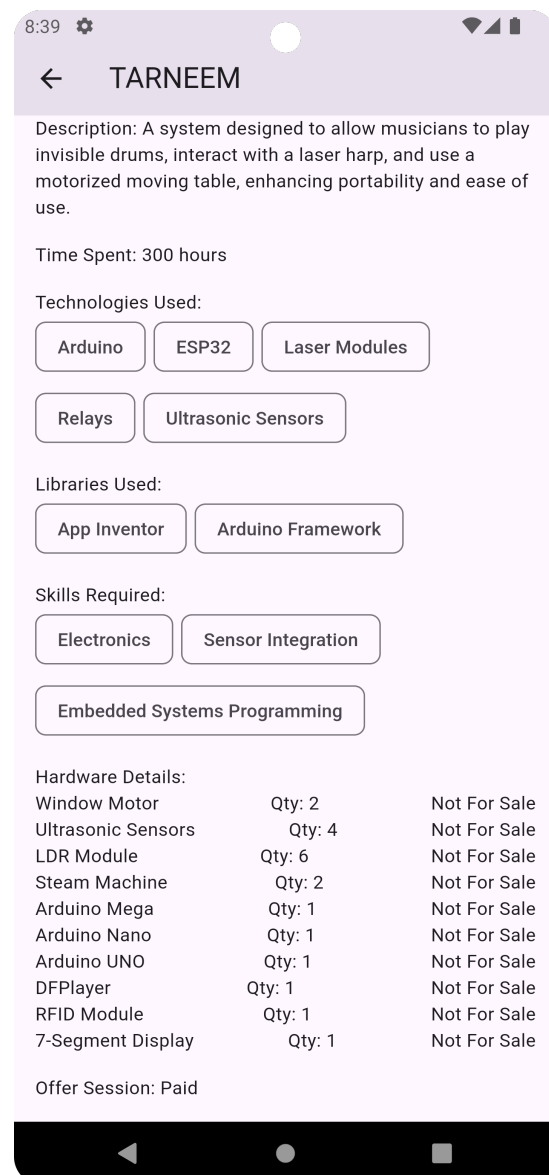 8:39
TARNEEM
Description: A system designed to allow musicians to play
invisible drums, interact with a laser harp, and use a
motorized moving table, enhancing portability and ease of
use.
Time Spent: 300 hours
Technologies Used:
Arduino ESP32 Laser Modules
Relays Ultrasonic Sensors
Libraries Used:
App Inventor Arduino Framework
Skills Required:
Electronics Sensor Integration
Embedded Systems Programming
Hardware Details:
Window Motor Qty: 2 Not For Sale
Ultrasonic Sensors Qty: 4 Not For Sale
LDR Module Qty: 6 Not For Sale
Steam Machine Qty: 2 Not For Sale
Arduino Mega Qty: 1 Not For Sale
Arduino Nano Qty: 1 Not For Sale
Arduino UNO Qty: 1 Not For Sale
DFPlayer Qty: 1 Not For Sale
RFID Module Qty: 1 Not For Sale
7-Segment Display Qty: 1 Not For Sale
Offer Session: Paid